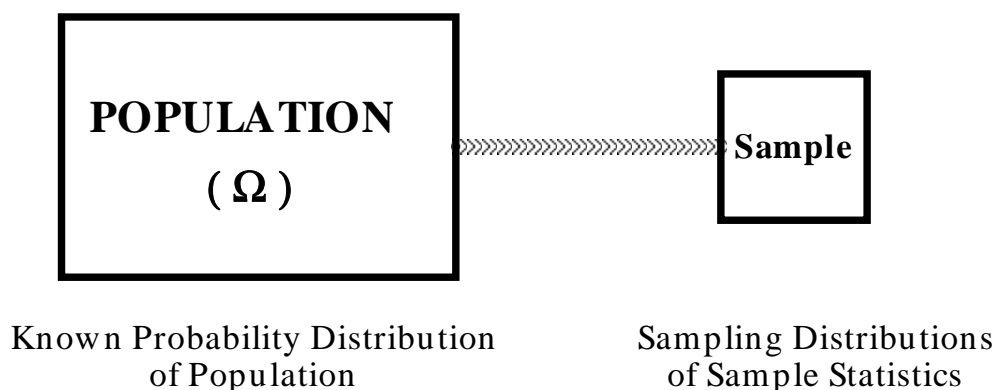 POPULATION
( Ω )
Sample
Known Probability Distribution
of Population
Sampling Distributions
of Sample Statistics